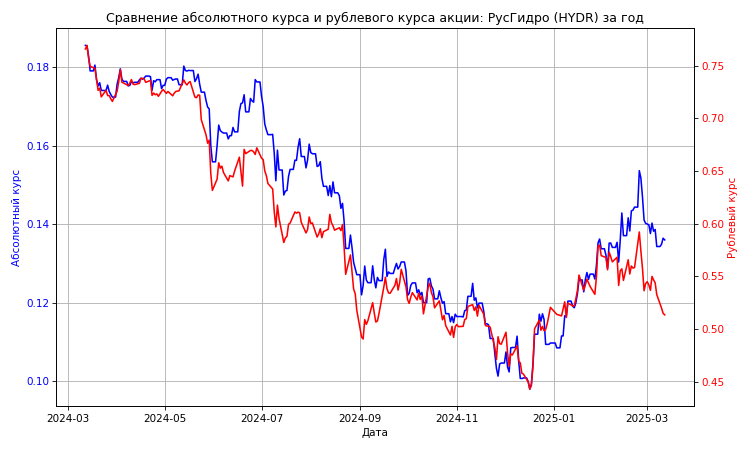 Сравнение абсолютного курса и рублевого курса акции: РусГидро (HYDR) за год
Абсолютный курс
0.18
0.16
0.14
0.12
0.10
0.75
0.70
0.65
0.60
0.55
0.50
0.45
Рублевый курс
2024-03 2024-05 2024-07 2024-09 2024-11 2025-01 2025-03
Дата